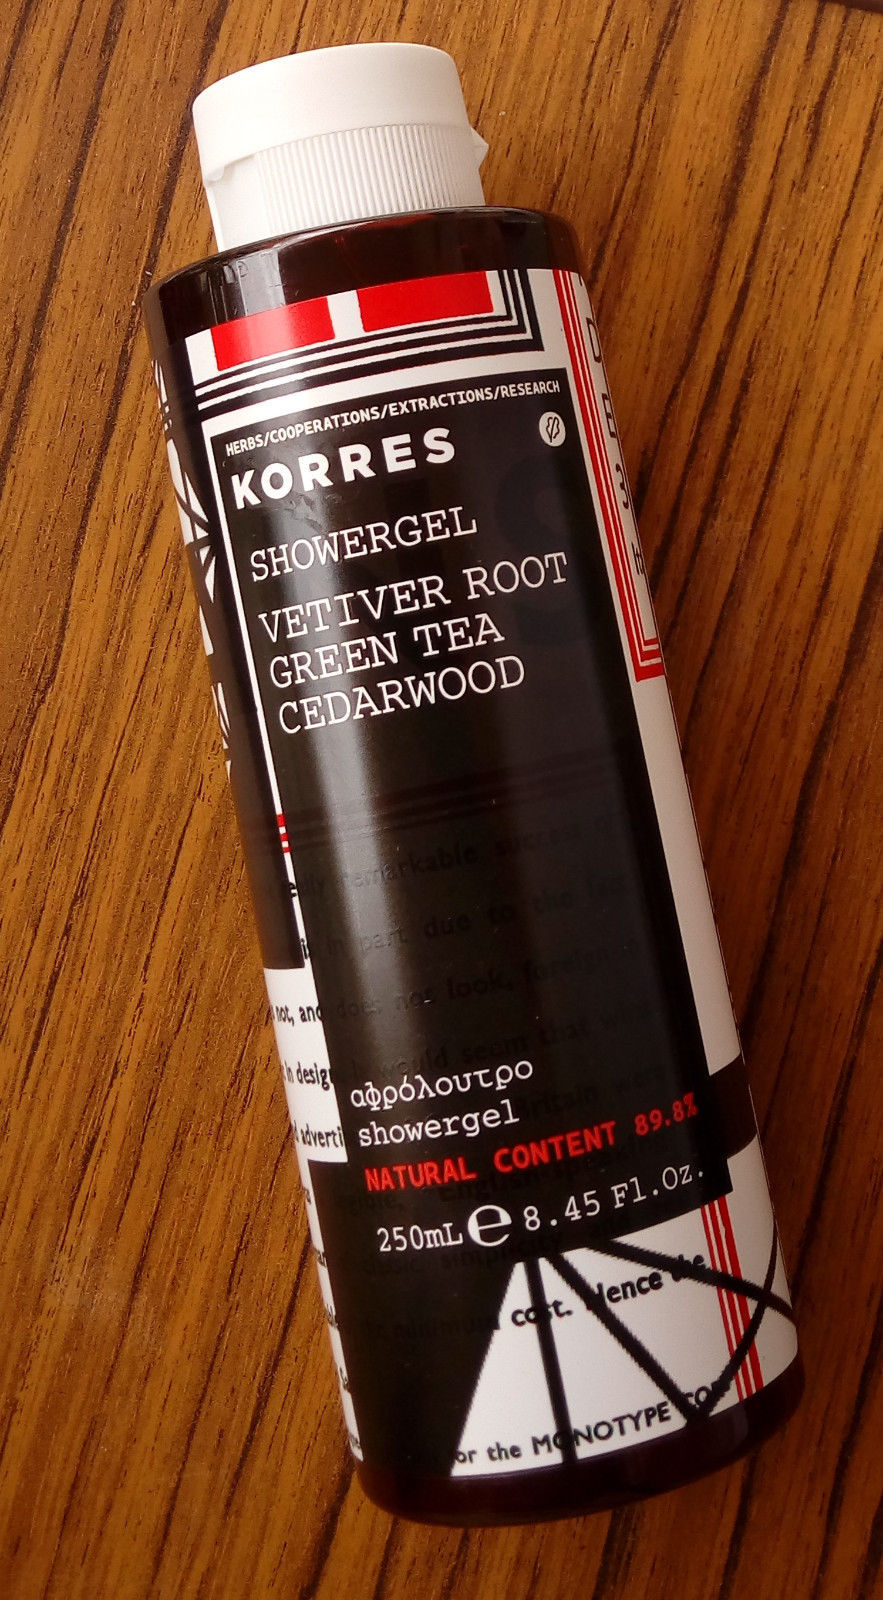 HERBS/COOPERATIONS/EXTRACTIONS/RESEARCH
KORRES
SHOWERGEL
VETIVER ROOT
GREEN TEA
CEDARWOOD
remarkable
in part due to the
not, and does not look, foreign
in design would seem that
αφρόλουτρο
showergel
NATURAL CONTENT 89.8%
250mL e 8.45 Fl.Oz.
cost. Hence the
for the MONOTYPE
D
E
3